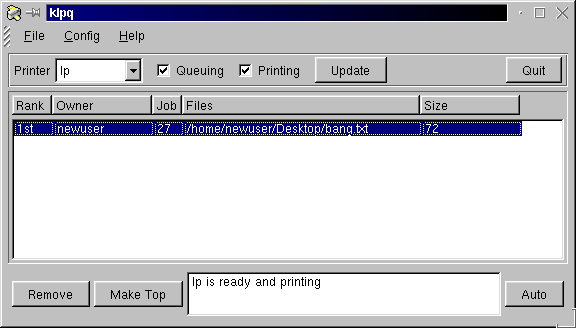 klpq
File Config Help
Printer lp Queuing Printing Update Quit
Rank Owner Job Files Size
1st newuser 27 /home/newuser/Desktop/bang.txt 72
lp is ready and printing
Remove Make Top Auto